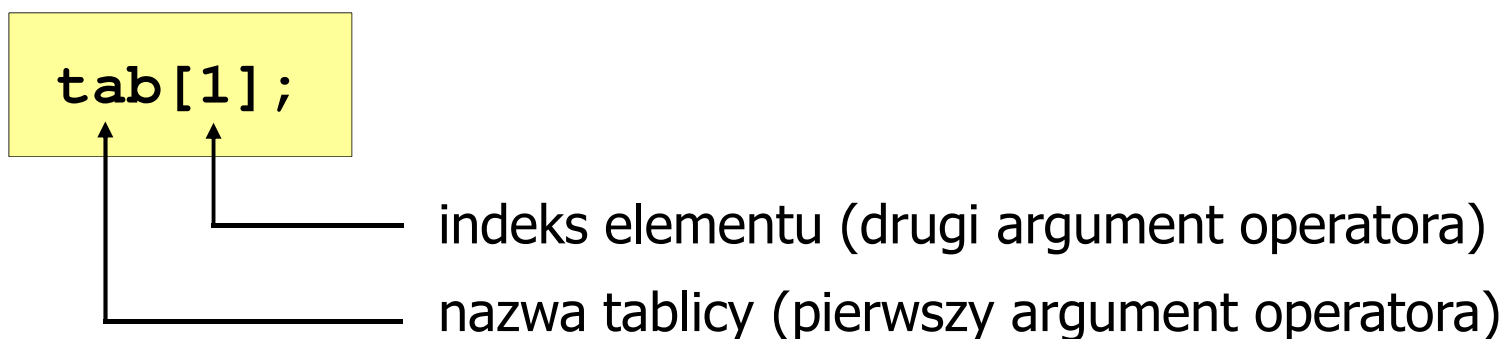 tab[1];
indeks elementu (drugi argument operatora)
nazwa tablicy (pierwszy argument operatora)